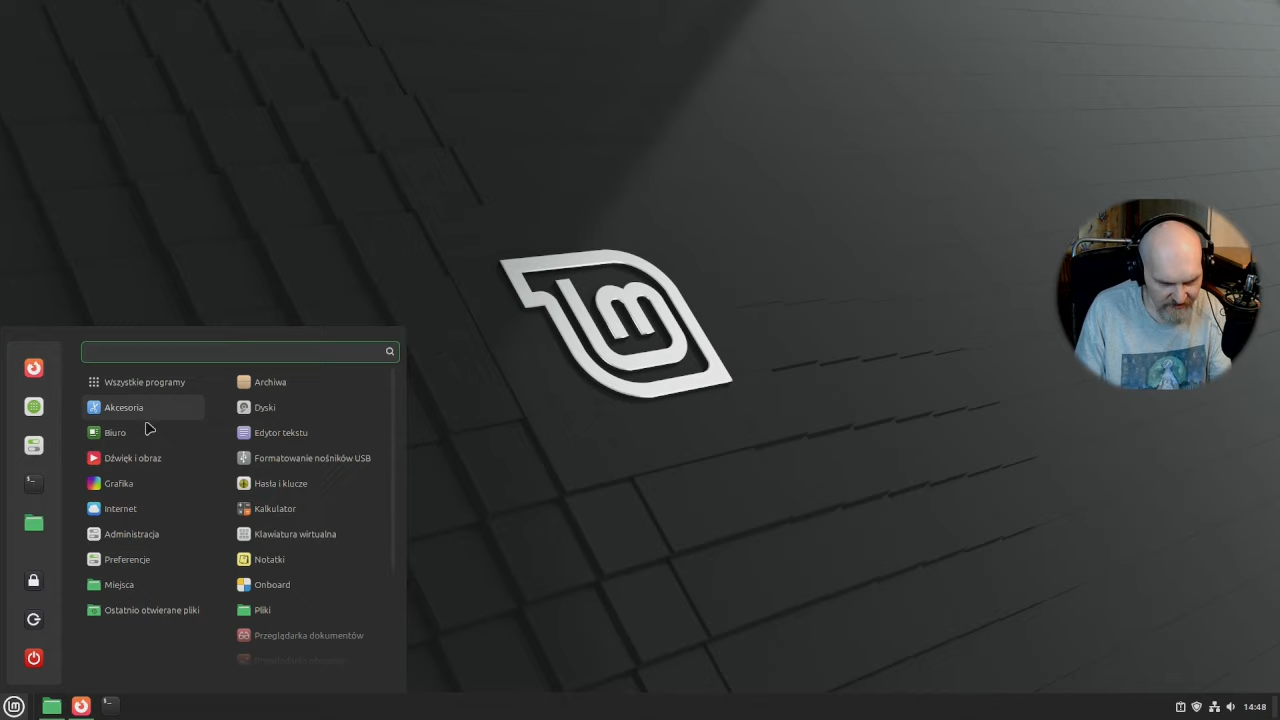 Wszystkie programy
Akcesoria
Biuro
Dźwięk i obraz
Grafika
Internet
Administracja
Preferencje
Miejsca
Ostatnio otwierane pliki
Archiwa
Dyski
Edytor tekstu
Formatowanie nośników USB
Hasła i klucze
Kalkulator
Klawiatura wirtualna
Notatki
Onboard
Pliki
Przeglądarka dokumentów
14:48